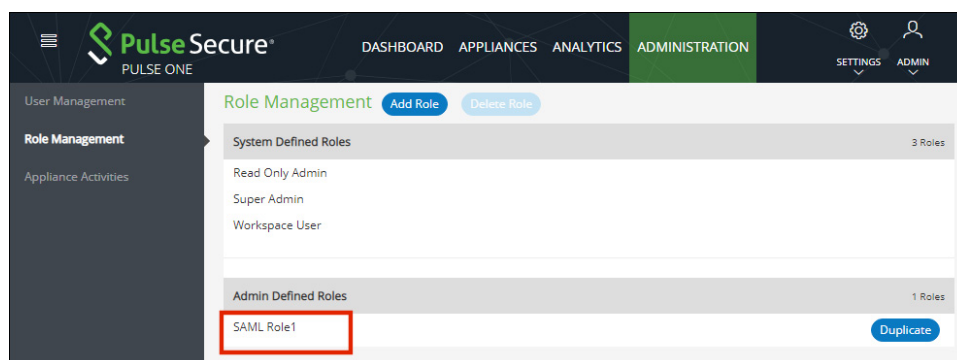 Pulse Secure®
PULSE ONE
DASHBOARD APPLIANCES ANALYTICS ADMINISTRATION
SETTINGS ADMIN
User Management
Role Management
Appliance Activities
Role Management Add Role Delete Role
System Defined Roles 3 Roles
Read Only Admin
Super Admin
Workspace User
Admin Defined Roles 1 Roles
SAML Role1 Duplicate